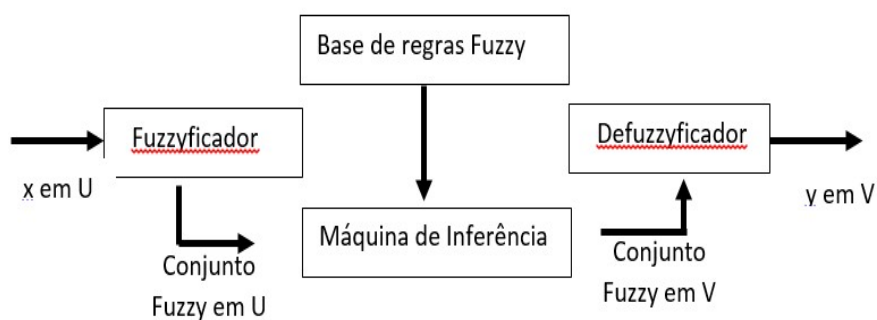 Base de regras Fuzzy
Fuzzyficador
Defuzzyficador
x em U
y em V
Máquina de Inferência
Conjunto
Fuzzy em U
Conjunto
Fuzzy em V